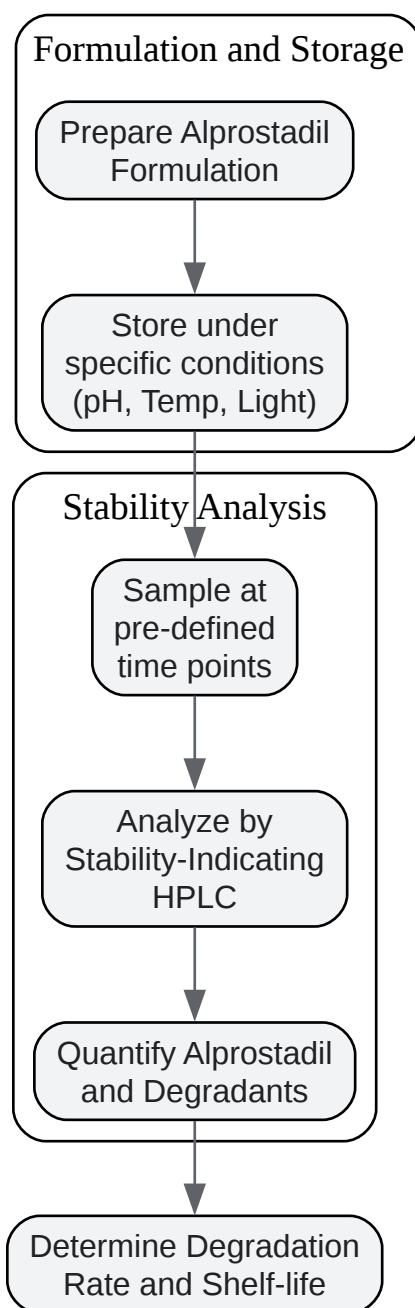 Formulation and Storage
Prepare Alprostadil
Formulation
Store under
specific conditions
(pH, Temp, Light)
Stability Analysis
Sample at
pre-defined
time points
Analyze by
Stability-Indicating
HPLC
Quantify Alprostadil
and Degradants
Determine Degradation
Rate and Shelf-life